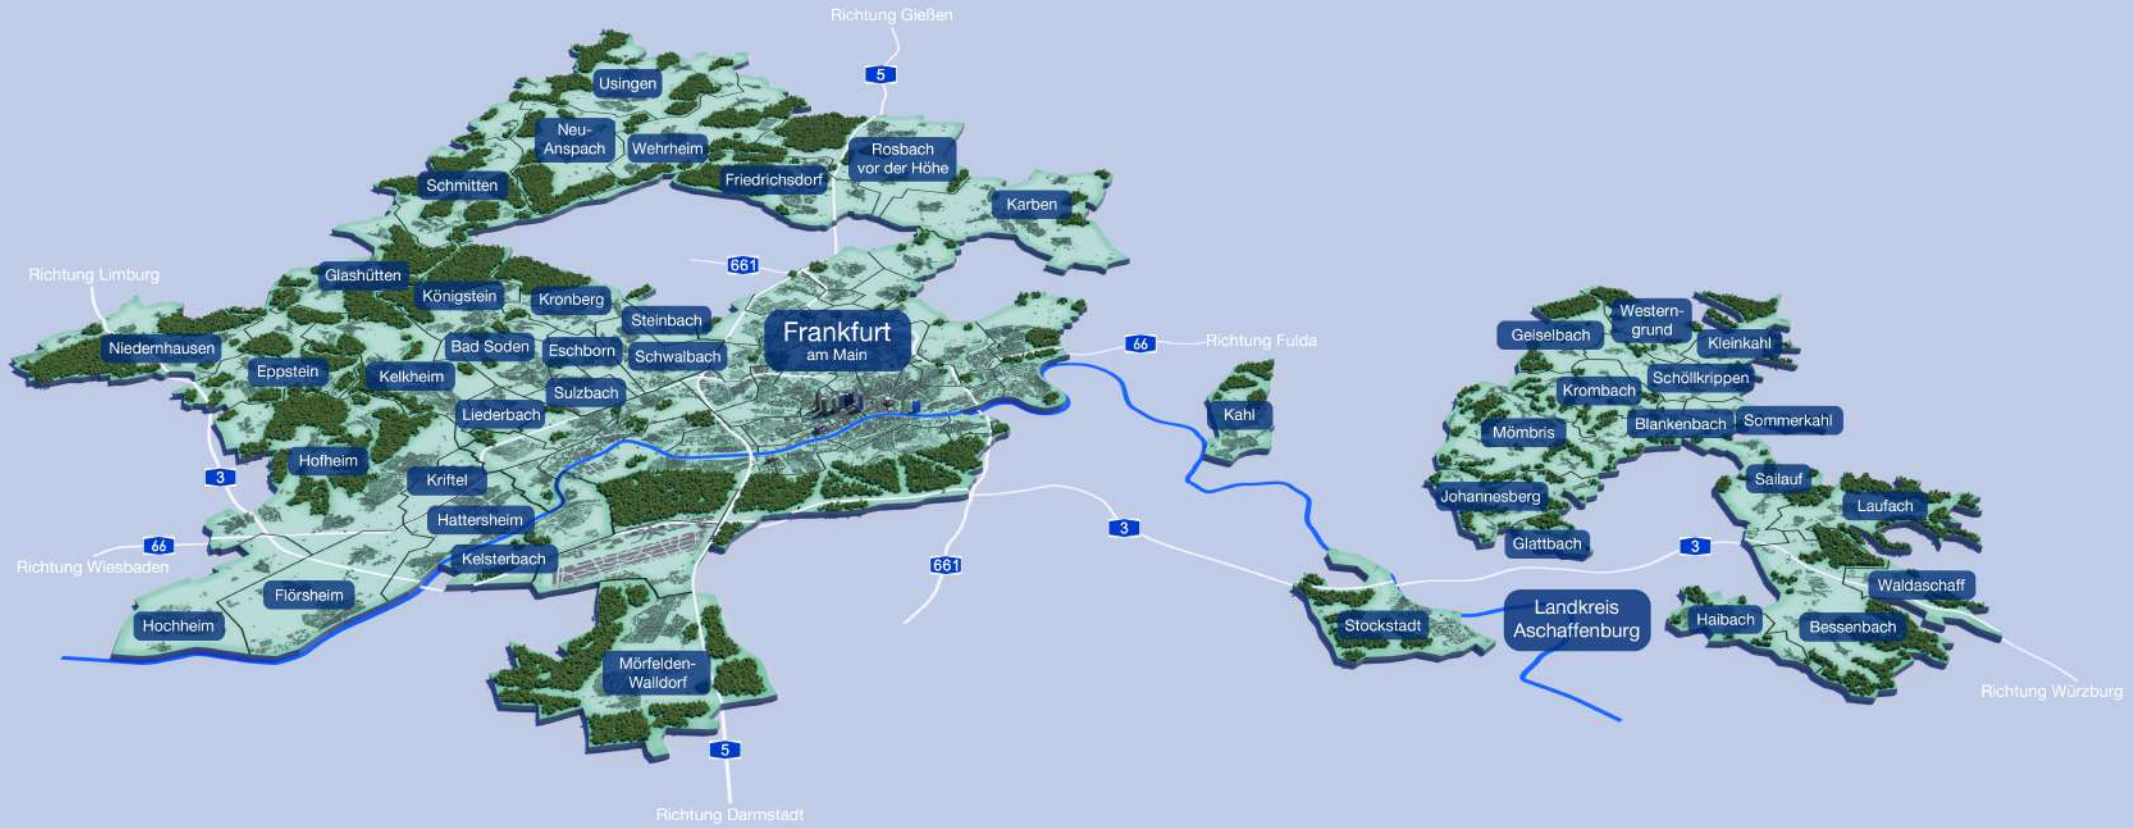 Richtung Gießen
5
Usingen
Neu-
Anspach
Wehrheim
Rosbach
vor der Höhe
Friedrichsdorf
Schmitten
Karben
661
Richtung Limburg
Glashütten
Königstein
Kronberg
Steinbach
Frankfurt
am Main
Niedernhausen
Bad Soden
Eschborn
Schwalbach
Eppstein
Kelkheim
Sulzbach
Liederbach
66
Richtung Fulda
Kahl
Hofheim
3
Kriftel
Hattersheim
66
Richtung Wiesbaden
Kelsterbach
Flörsheim
Hochheim
3
661
Mörfelden-
Walldorf
5
Richtung Darmstadt
Western-
grund
Geiselbach
Kleinkahl
Schöllkrippen
Krombach
Blankenbach
Sommerkahl
Mömbris
Sailauf
Johannesberg
Laufach
Glattbach
3
Waldaschaff
Landkreis
Aschaffenburg
Stockstadt
Haibach
Bessenbach
Richtung Würzburg